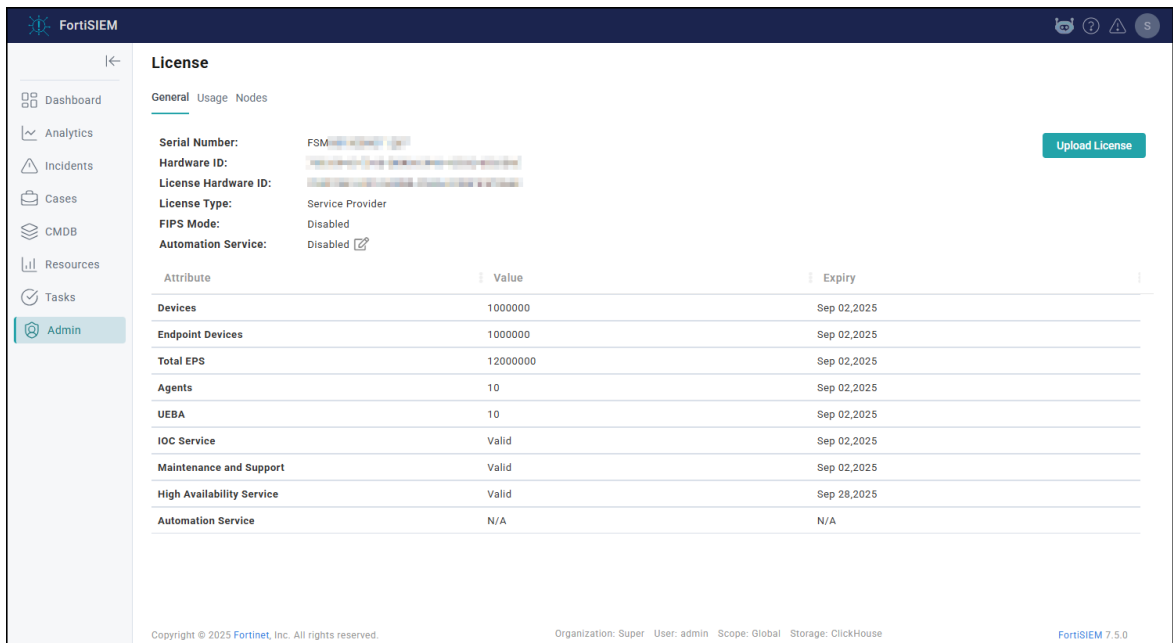 FortiSIEM
S
License
General Usage Nodes
Dashboard
Analytics
Incidents
Cases
CMDB
Resources
Tasks
Admin
Serial Number: FSM
Upload License
Hardware ID:
License Hardware ID:
License Type: Service Provider
FIPS Mode: Disabled
Automation Service: Disabled
Attribute Value Expiry
Devices 1000000 Sep 02,2025
Endpoint Devices 1000000 Sep 02,2025
Total EPS 12000000 Sep 02,2025
Agents 10 Sep 02,2025
UEBA 10 Sep 02,2025
IOC Service Valid Sep 02,2025
Maintenance and Support Valid Sep 02,2025
High Availability Service Valid Sep 28,2025
Automation Service N/A N/A
Copyright © 2025 Fortinet, Inc. All rights reserved. Organization: Super User: admin Scope: Global Storage: ClickHouse FortiSIEM 7.5.0